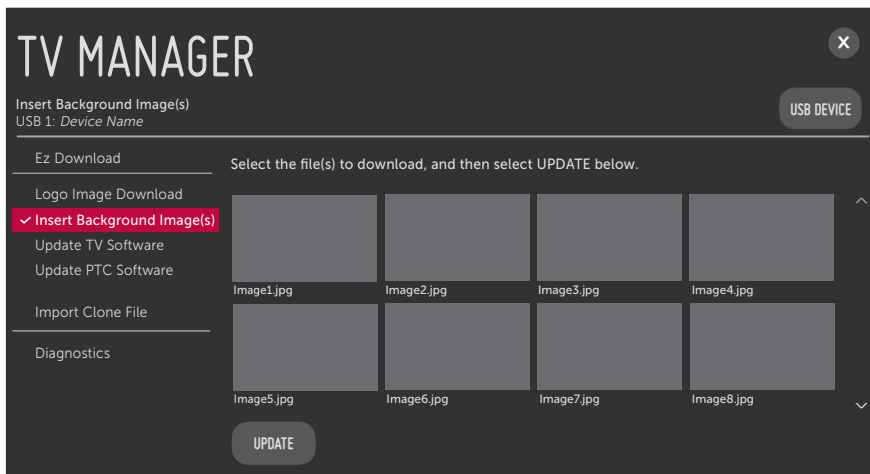 TV MANAGER
X
Insert Background Image(s)
USB 1: Device Name
USB DEVICE
Ez Download
Select the file(s) to download, and then select UPDATE below.
Logo Image Download
Insert Background Image(s)
Update TV Software
Update PTC Software
Import Clone File
Diagnostics
Image1.jpg Image2.jpg Image3.jpg Image4.jpg
Image5.jpg Image6.jpg Image7.jpg Image8.jpg
UPDATE